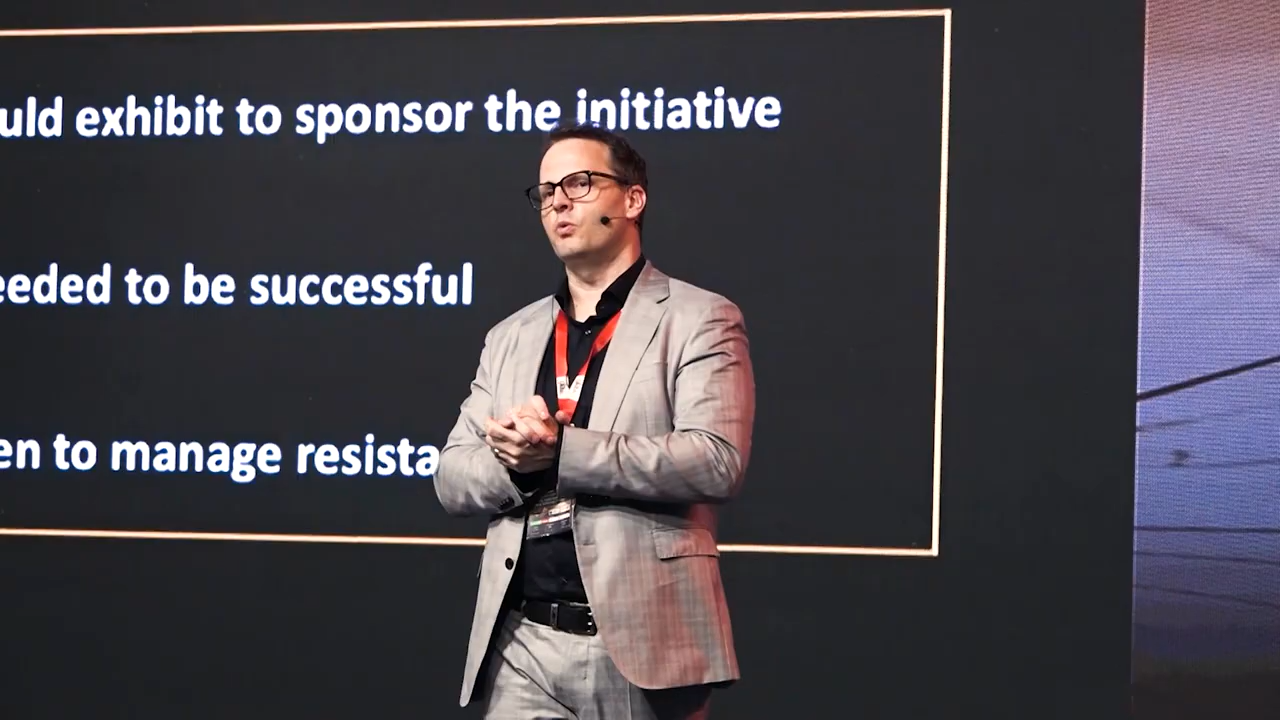 uld exhibit to sponsor the initiative
eeded to be successful
en to manage resista